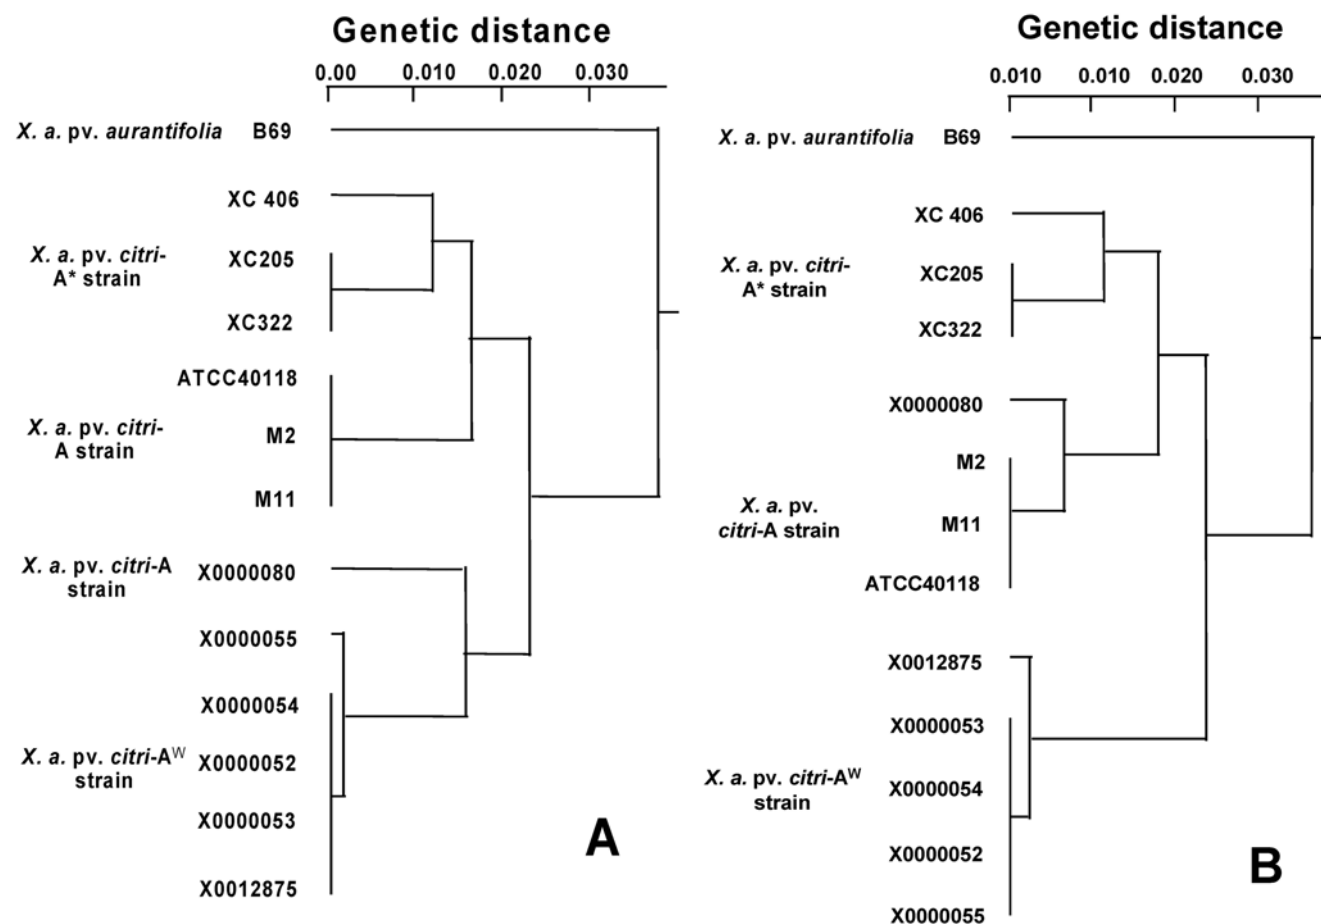 Genetic distance
0.00 0.010 0.020 0.030
X. a. pv. aurantifolia B69
XC 406
X. a. pv. citri-
A* strain
XC205
XC322
ATCC40118
X. a. pv. citri-
A strain
M2
M11
X. a. pv. citri-A
strain
X0000080
X0000055
X0000054
X. a. pv. citri-Aᵂ
strain
X0000052
X0000053
X0012875
A
Genetic distance
0.010 0.010 0.020 0.030
X. a. pv. aurantifolia B69
XC 406
X. a. pv. citri-
A* strain
XC205
XC322
X0000080
M2
X. a. pv.
citri-A strain
M11
ATCC40118
X0012875
X0000053
X. a. pv. citri-Aᵂ
strain
X0000054
X0000052
X0000055
B